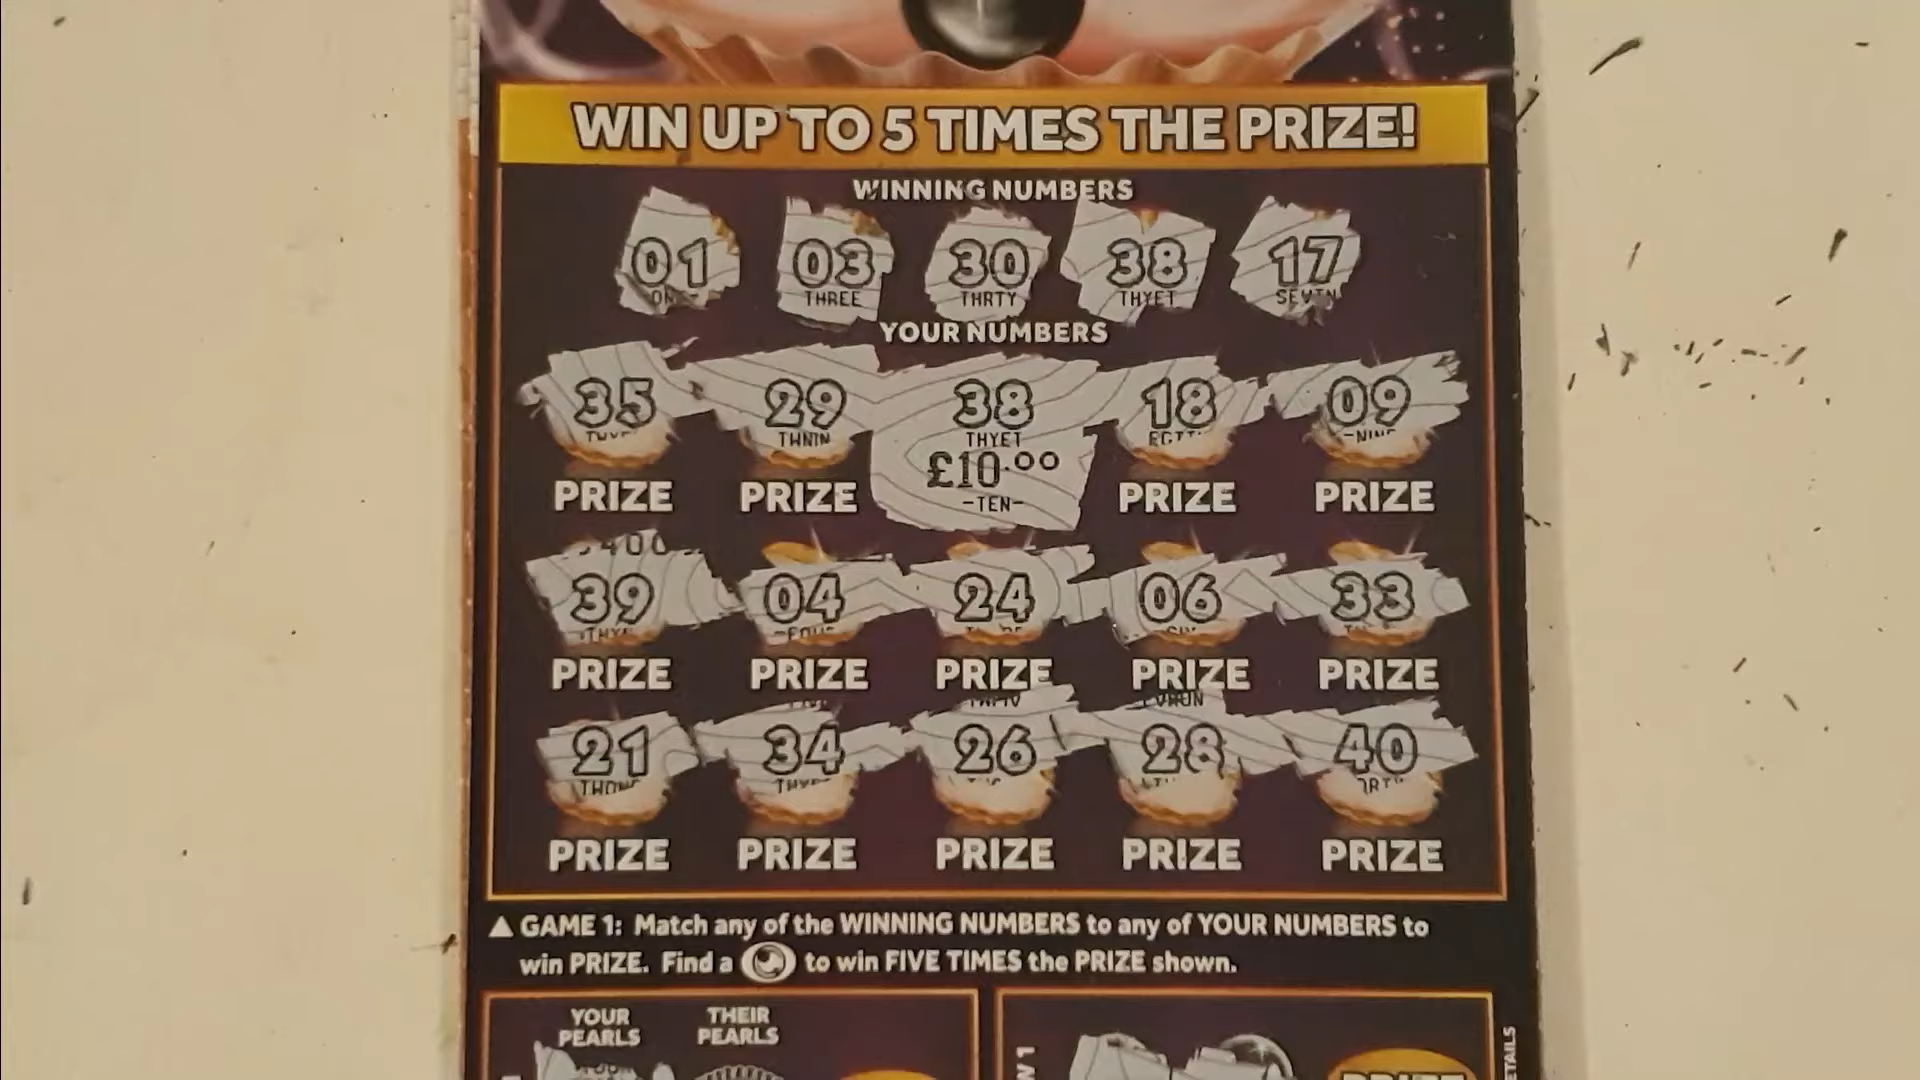 WIN UP TO 5 TIMES THE PRIZE!
WINNING NUMBERS
01 03 30 38 17
THREE THRTY THYET SEVTN
YOUR NUMBERS
35 29 38 18 09
THNIN THYET
£10.00
-TEN-
PRIZE PRIZE PRIZE PRIZE
39 04 24 06 33
PRIZE PRIZE PRIZE PRIZE PRIZE
21 34 26 28 40
PRIZE PRIZE PRIZE PRIZE PRIZE
▲ GAME 1: Match any of the WINNING NUMBERS to any of YOUR NUMBERS to
win PRIZE. Find a to win FIVE TIMES the PRIZE shown.
YOUR PEARLS
THEIR PEARLS